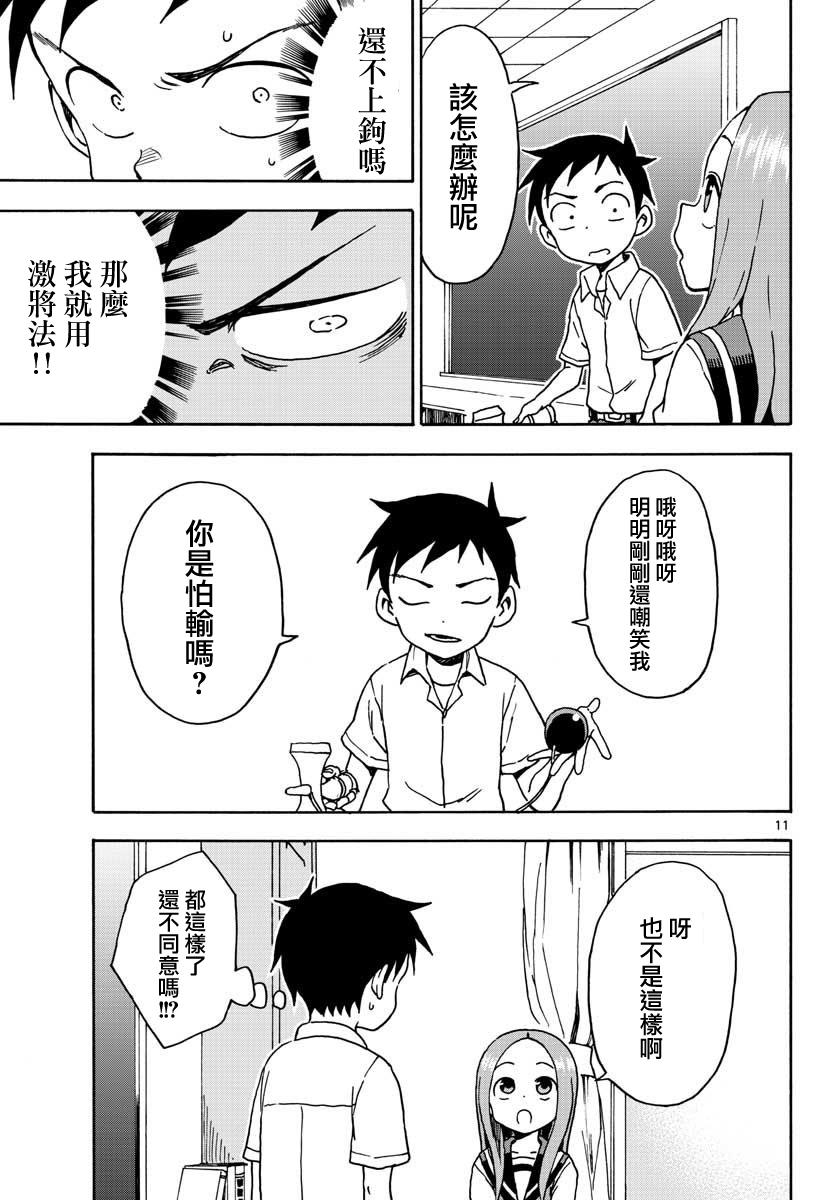 該怎麼辦呢
還不上鉤嗎
那麼
我就用
激將法!!
哦呀哦呀
明明剛剛還嘲笑我
你是怕輸嗎?
11
呀
也不是這樣啊
都這樣了
還不同意嗎!!?